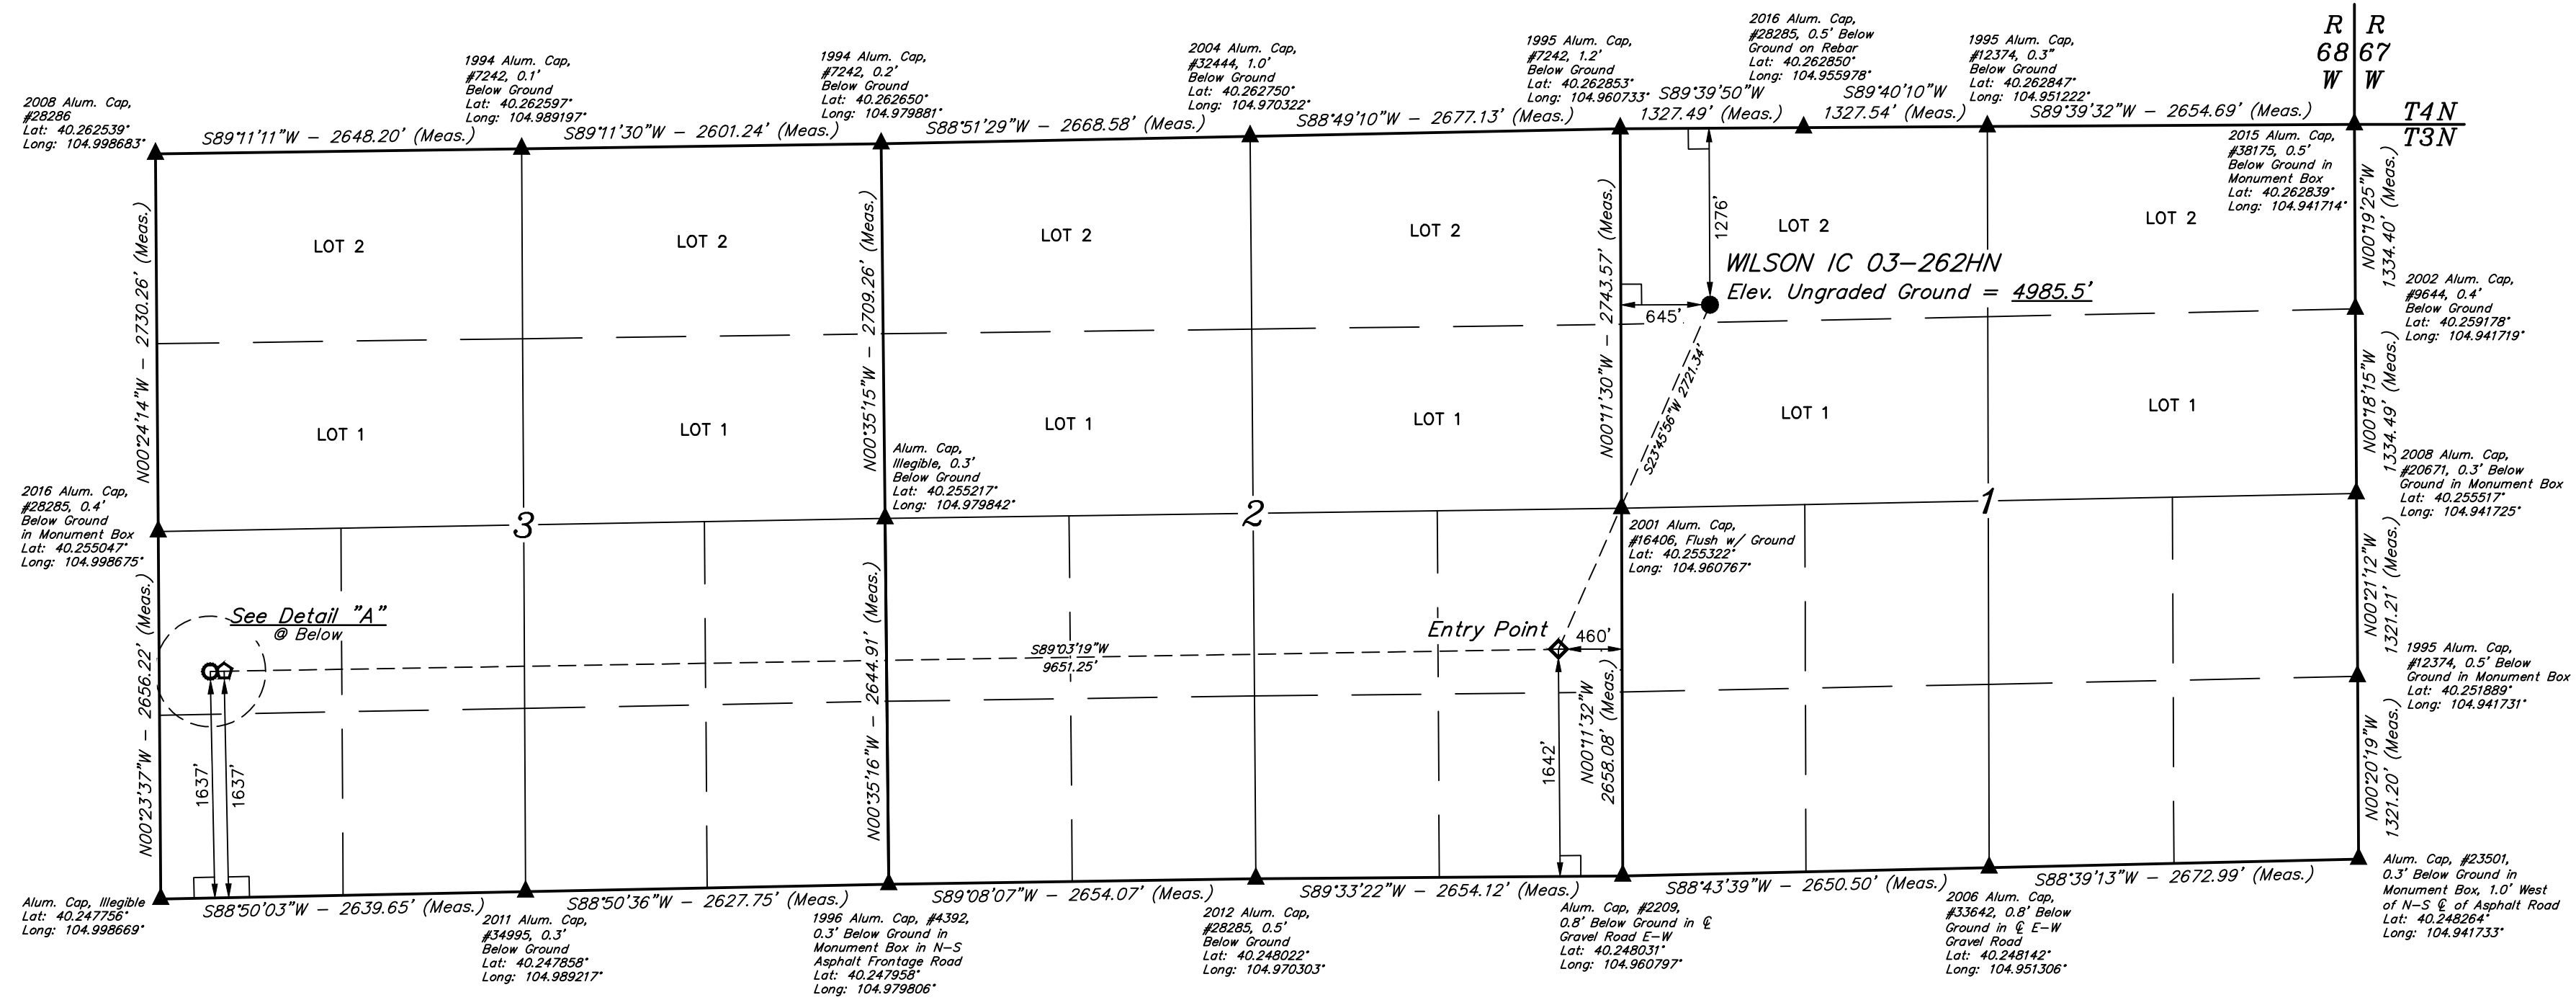 R R
68 67
W W
T4N
T3N
2008 Alum. Cap,
#28286
Lat: 40.262539°
Long: 104.998683°
1994 Alum. Cap,
#7242, 0.1'
Below Ground
Lat: 40.262597°
Long: 104.989197°
1994 Alum. Cap,
#7242, 0.2'
Below Ground
Lat: 40.262650°
Long: 104.979881°
2004 Alum. Cap,
#32444, 1.0'
Below Ground
Lat: 40.262750°
Long: 104.970322°
1995 Alum. Cap,
#7242, 1.2'
Below Ground
Lat: 40.262853°
Long: 104.960733°
2016 Alum. Cap,
#28285, 0.5' Below
Ground on Rebar
Lat: 40.262850°
Long: 104.955978°
1995 Alum. Cap,
#12374, 0.3"
Below Ground
Lat: 40.262847°
Long: 104.951222°
S89°11'11"W - 2648.20' (Meas.)
S89°11'30"W - 2601.24' (Meas.)
S88°51'29"W - 2668.58' (Meas.)
S88°49'10"W - 2677.13' (Meas.)
S89°39'50"W
1327.49' (Meas.)
S89°40'10"W
1327.54' (Meas.)
S89°39'32"W - 2654.69' (Meas.)
2015 Alum. Cap,
#38175, 0.5'
Below Ground in
Monument Box
Lat: 40.262839°
Long: 104.941714°
N00°24'14"W - 2730.26' (Meas.)
LOT 2
LOT 2
N00°35'15"W - 2709.26' (Meas.)
LOT 2
LOT 2
N00°11'30"W - 2743.57' (Meas.)
1276'
LOT 2
LOT 2
N00°19'25"W
1334.40' (Meas.)
WILSON IC 03-262HN
Elev. Ungraded Ground = 4985.5'
645'
S23°45'56"W 2721.34'
2002 Alum. Cap,
#9644, 0.4'
Below Ground
Lat: 40.259178°
Long: 104.941719°
LOT 1
LOT 1
LOT 1
LOT 1
LOT 1
LOT 1
N00°18'15"W
1334.49' (Meas.)
2016 Alum. Cap,
#28285, 0.4'
Below Ground
in Monument Box
Lat: 40.255047°
Long: 104.998675°
Alum. Cap,
Illegible, 0.3'
Below Ground
Lat: 40.255217°
Long: 104.979842°
2001 Alum. Cap,
#16406, Flush w/ Ground
Lat: 40.255322°
Long: 104.960767°
2008 Alum. Cap,
#20671, 0.3' Below
Ground in Monument Box
Lat: 40.255517°
Long: 104.941725°
3
2
1
N00°23'37"W - 2656.22' (Meas.)
See Detail "A"
@ Below
N00°35'16"W - 2644.91' (Meas.)
S89°03'19"W
9651.25'
Entry Point
460'
N00°11'32"W
2658.08' (Meas.)
N00°21'12"W
1321.21' (Meas.)
1995 Alum. Cap,
#12374, 0.5' Below
Ground in Monument Box
Lat: 40.251889°
Long: 104.941731°
1637'
1637'
1642'
N00°20'19"W
1321.20' (Meas.)
Alum. Cap, Illegible
Lat: 40.247756°
Long: 104.998669°
S88°50'03"W - 2639.65' (Meas.)
S88°50'36"W - 2627.75' (Meas.)
S89°08'07"W - 2654.07' (Meas.)
S89°33'22"W - 2654.12' (Meas.)
S88°43'39"W - 2650.50' (Meas.)
S88°39'13"W - 2672.99' (Meas.)
2011 Alum. Cap,
#34995, 0.3'
Below Ground
Lat: 40.247858°
Long: 104.989217°
1996 Alum. Cap, #4392,
0.3' Below Ground in
Monument Box in N-S
Asphalt Frontage Road
Lat: 40.247958°
Long: 104.979806°
2012 Alum. Cap,
#28285, 0.5'
Below Ground
Lat: 40.248022°
Long: 104.970303°
Alum. Cap, #2209,
0.8' Below Ground in ℄
Gravel Road E-W
Lat: 40.248031°
Long: 104.960797°
2006 Alum. Cap,
#33642, 0.8' Below
Ground in ℄ E-W
Gravel Road
Lat: 40.248142°
Long: 104.951306°
Alum. Cap, #23501,
0.3' Below Ground in
Monument Box, 1.0' West
of N-S ℄ of Asphalt Road
Lat: 40.248264°
Long: 104.941733°